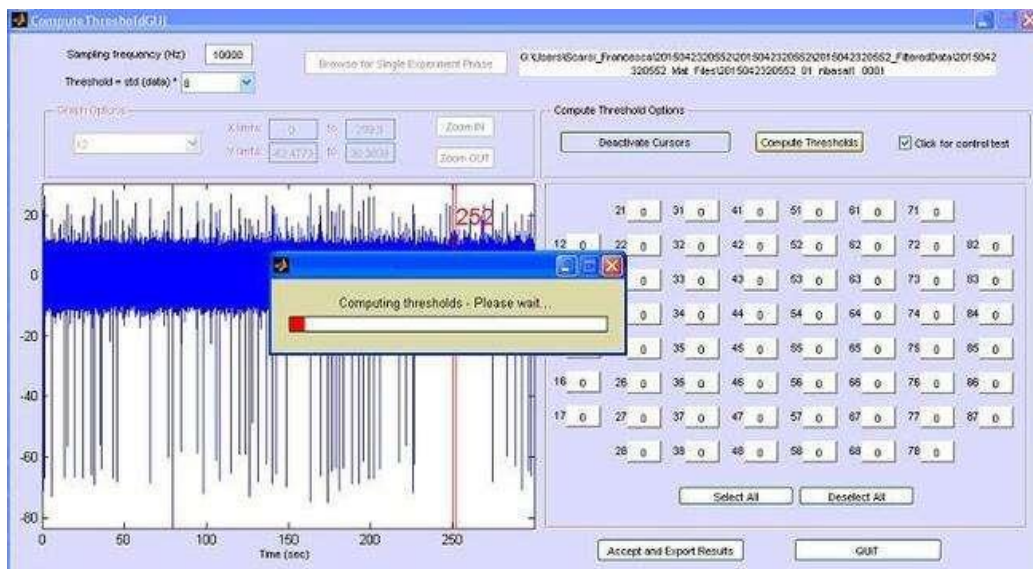 ComputeThresholdGUI
Sampling frequency (Hz) 10000
Threshold = std (data) * 8
Browse for Single Experiment Phase
Graph Options
12
X limits: 0 to
Y limits: to
Zoom IN
Zoom OUT
Compute Threshold Options
Deactivate Cursors
Compute Thresholds
Click for control test
20
0
-20
-40
-60
-80
252
0 50 100 150 200 250
Time (sec)
Computing thresholds - Please wait...
21 0 31 0 41 0 51 0 61 0 71 0
12 0 22 0 32 0 42 0 52 0 62 0 72 0 82 0
0 33 0 43 0 53 0 63 0 73 0 83 0
0 34 0 44 0 54 0 64 0 74 0 84 0
0 35 0 45 0 55 0 65 0 75 0 85 0
16 0 26 0 36 0 46 0 56 0 66 0 76 0 86 0
17 0 27 0 37 0 47 0 57 0 67 0 77 0 87 0
28 0 38 0 48 0 58 0 68 0 78 0
Select All
Deselect All
Accept and Export Results
QUIT